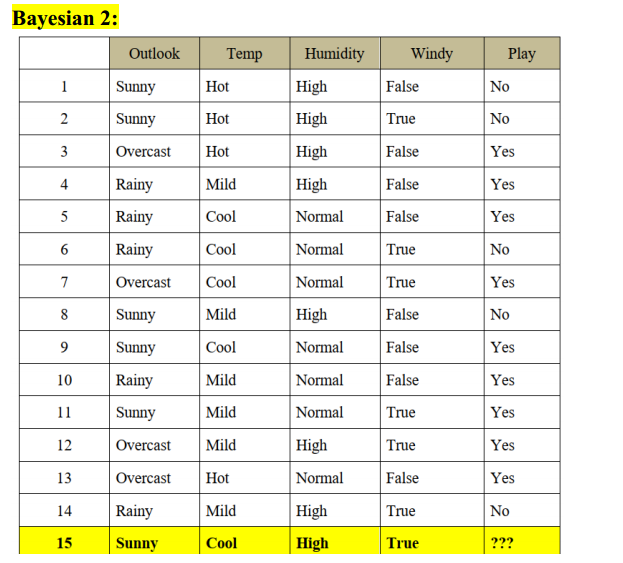 Bayesian 2:
Outlook Temp Humidity Windy Play
1 Sunny Hot High False No
2 Sunny Hot High True No
3 Overcast Hot High False Yes
4 Rainy Mild High False Yes
5 Rainy Cool Normal False Yes
6 Rainy Cool Normal True No
7 Overcast Cool Normal True Yes
8 Sunny Mild High False No
9 Sunny Cool Normal False Yes
10 Rainy Mild Normal False Yes
11 Sunny Mild Normal True Yes
12 Overcast Mild High True Yes
13 Overcast Hot Normal False Yes
14 Rainy Mild High True No
15 Sunny Cool High True ???